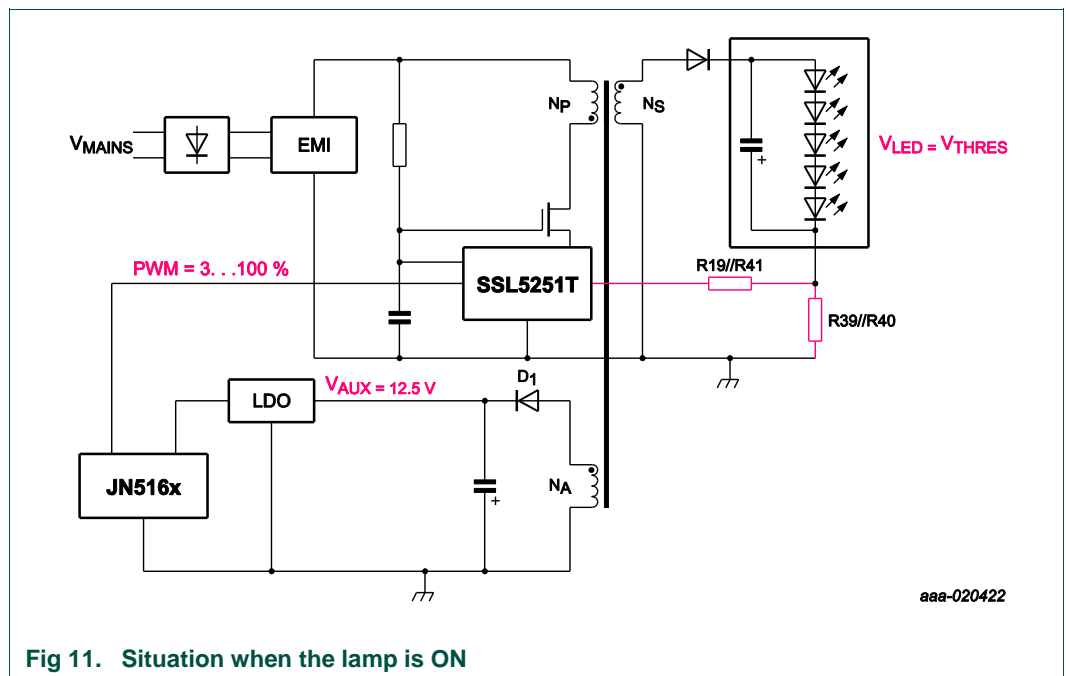 NP
NS
VMAINS
EMI
VLED = VTHRES
PWM = 3. . .100 %
SSL5251T
R19//R41
R39//R40
D1
LDO
VAUX = 12.5 V
JN516x
NA
+
+
aaa-020422
Fig 11. Situation when the lamp is ON